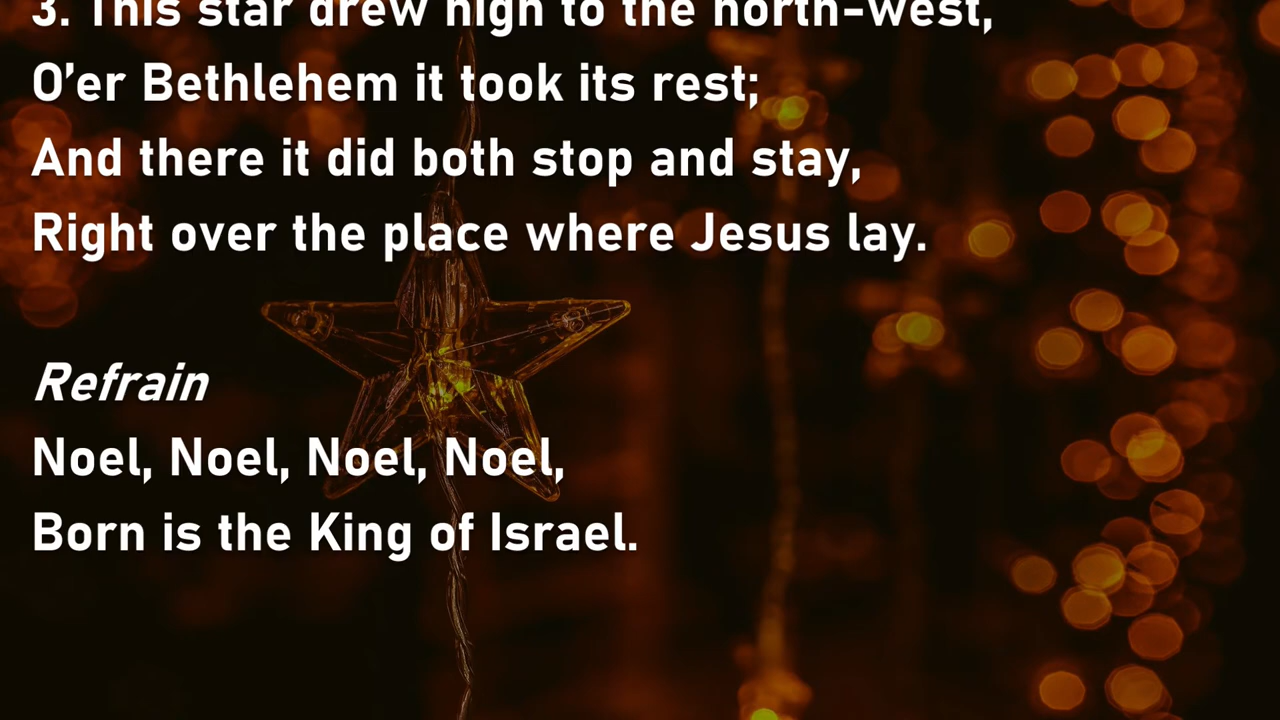 3. This star drew nigh to the north-west,
O’er Bethlehem it took its rest;
And there it did both stop and stay,
Right over the place where Jesus lay.
Refrain
Noel, Noel, Noel, Noel,
Born is the King of Israel.